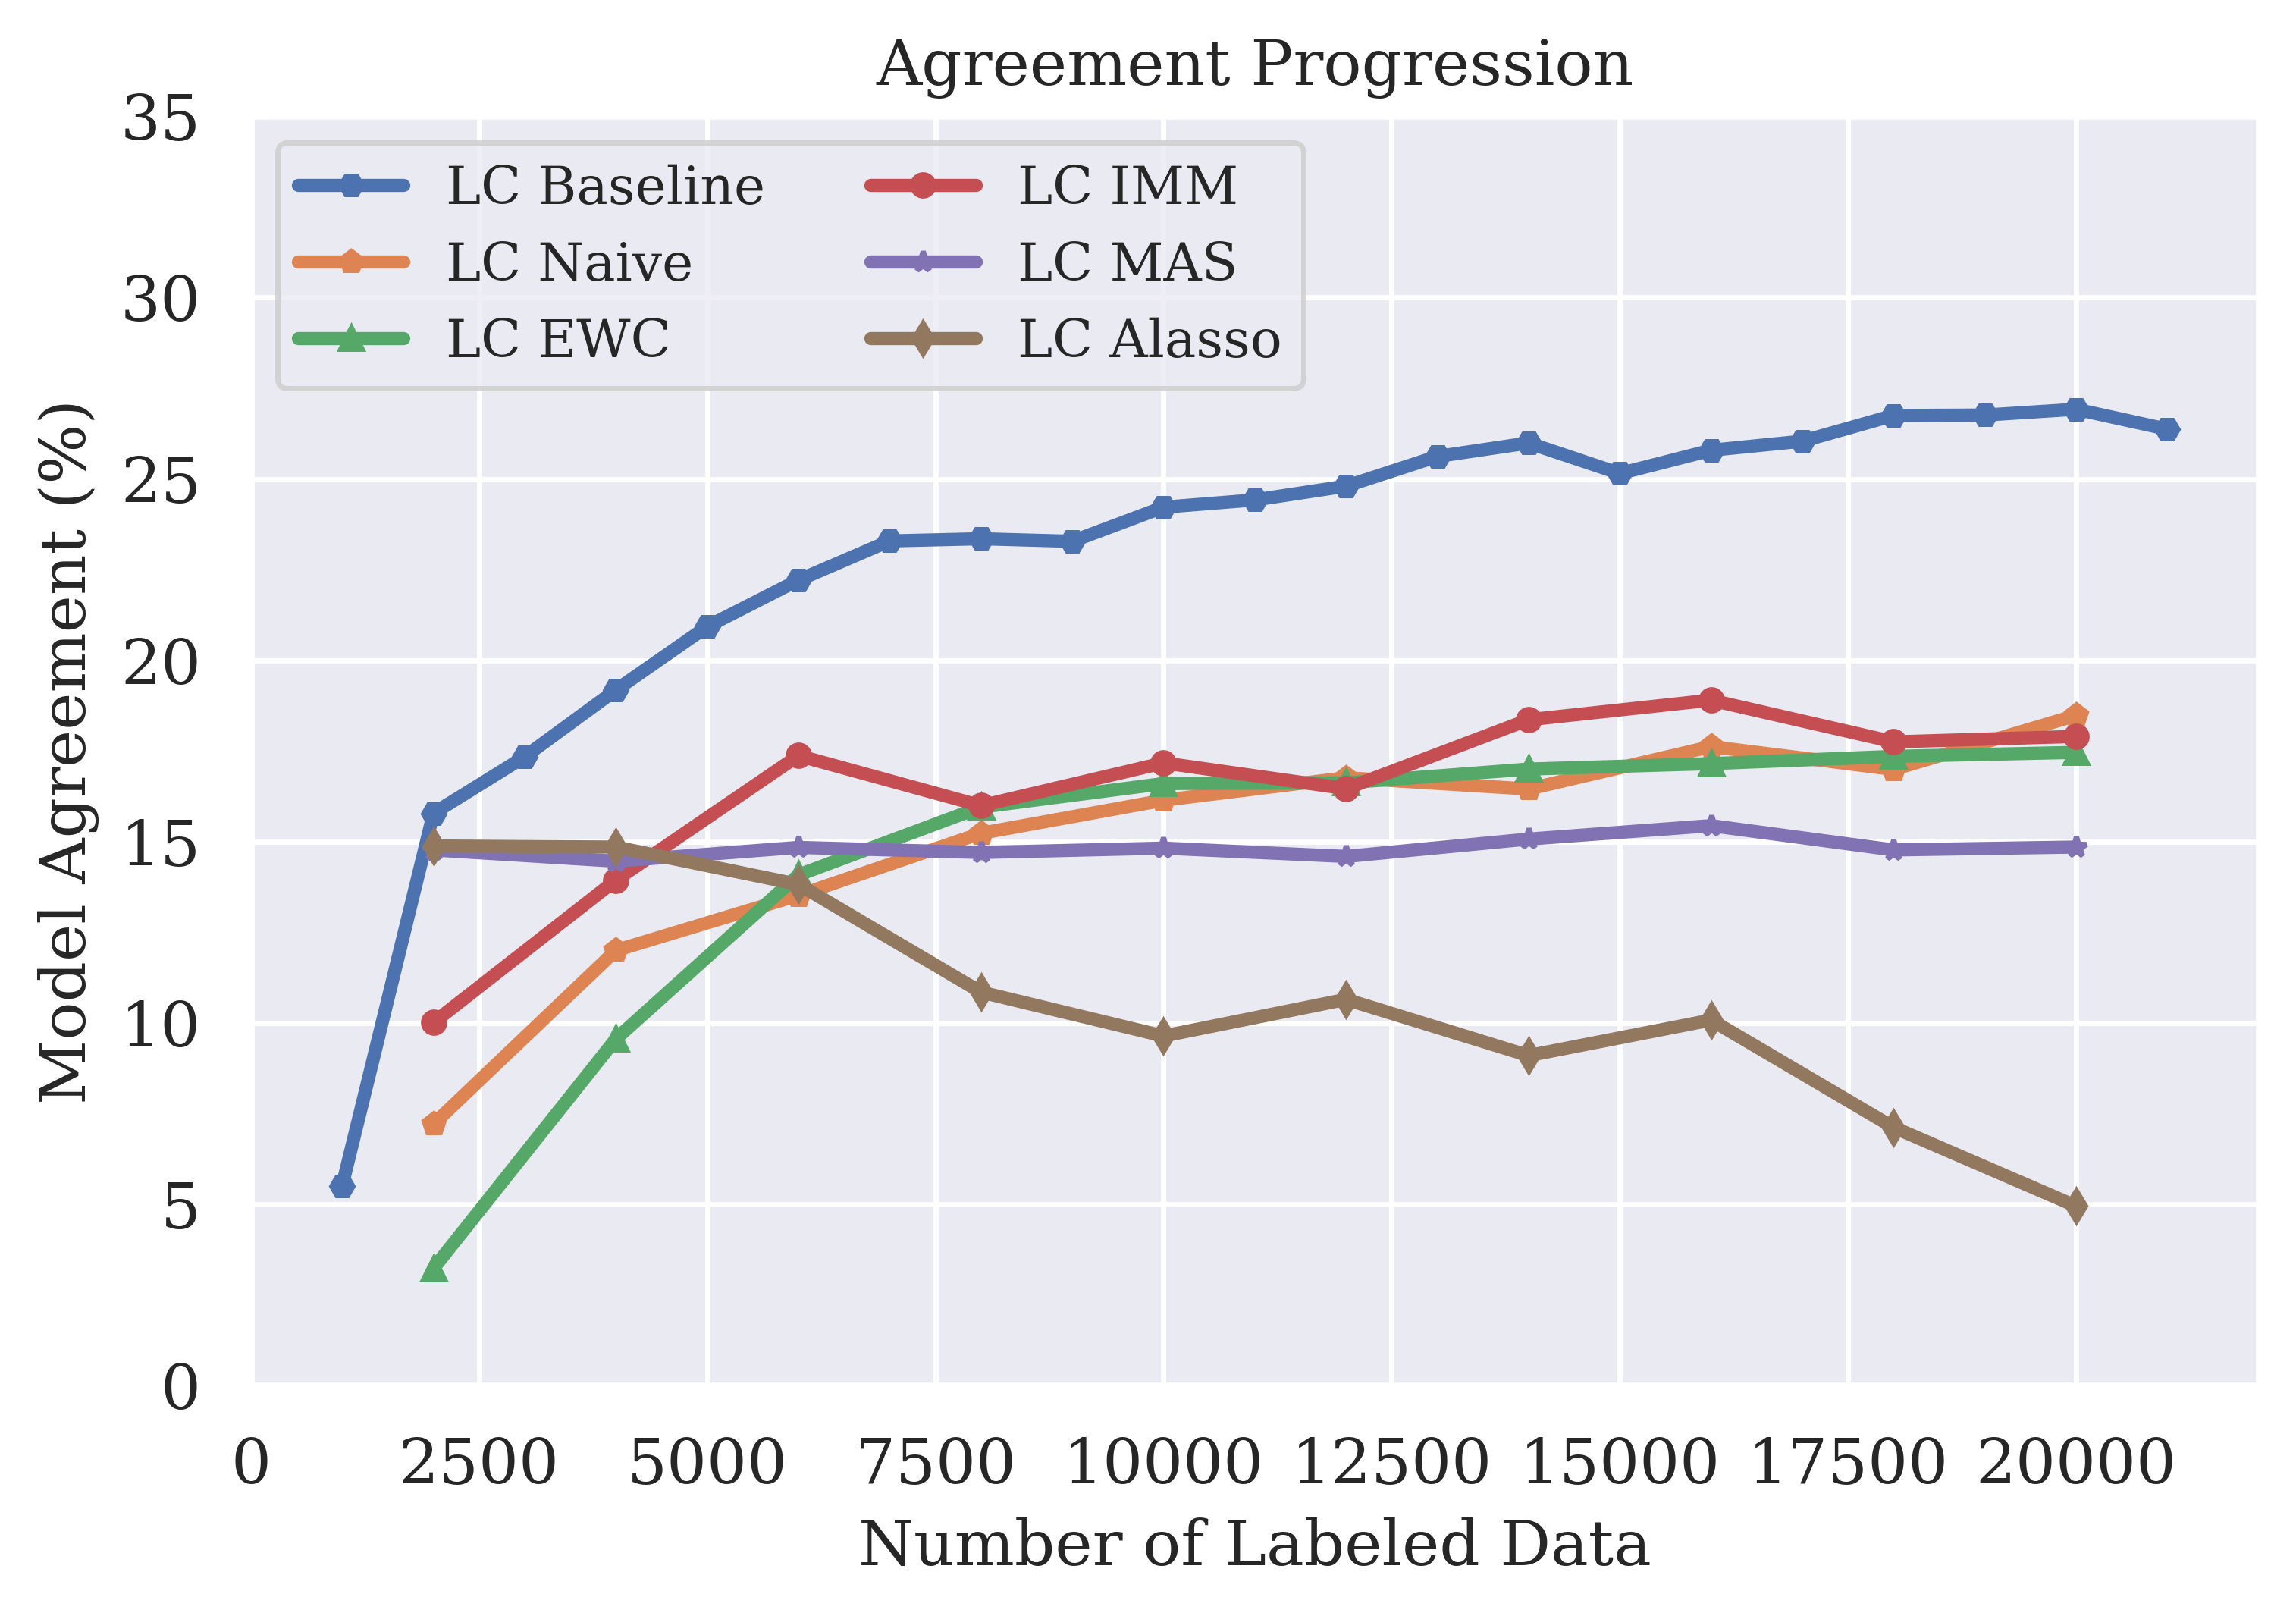 Agreement Progression
35
30
25
20
15
10
5
0
Model Agreement (%)
LC Baseline
LC Naive
LC EWC
LC IMM
LC MAS
LC Alasso
0 2500 5000 7500 10000 12500 15000 17500 20000
Number of Labeled Data